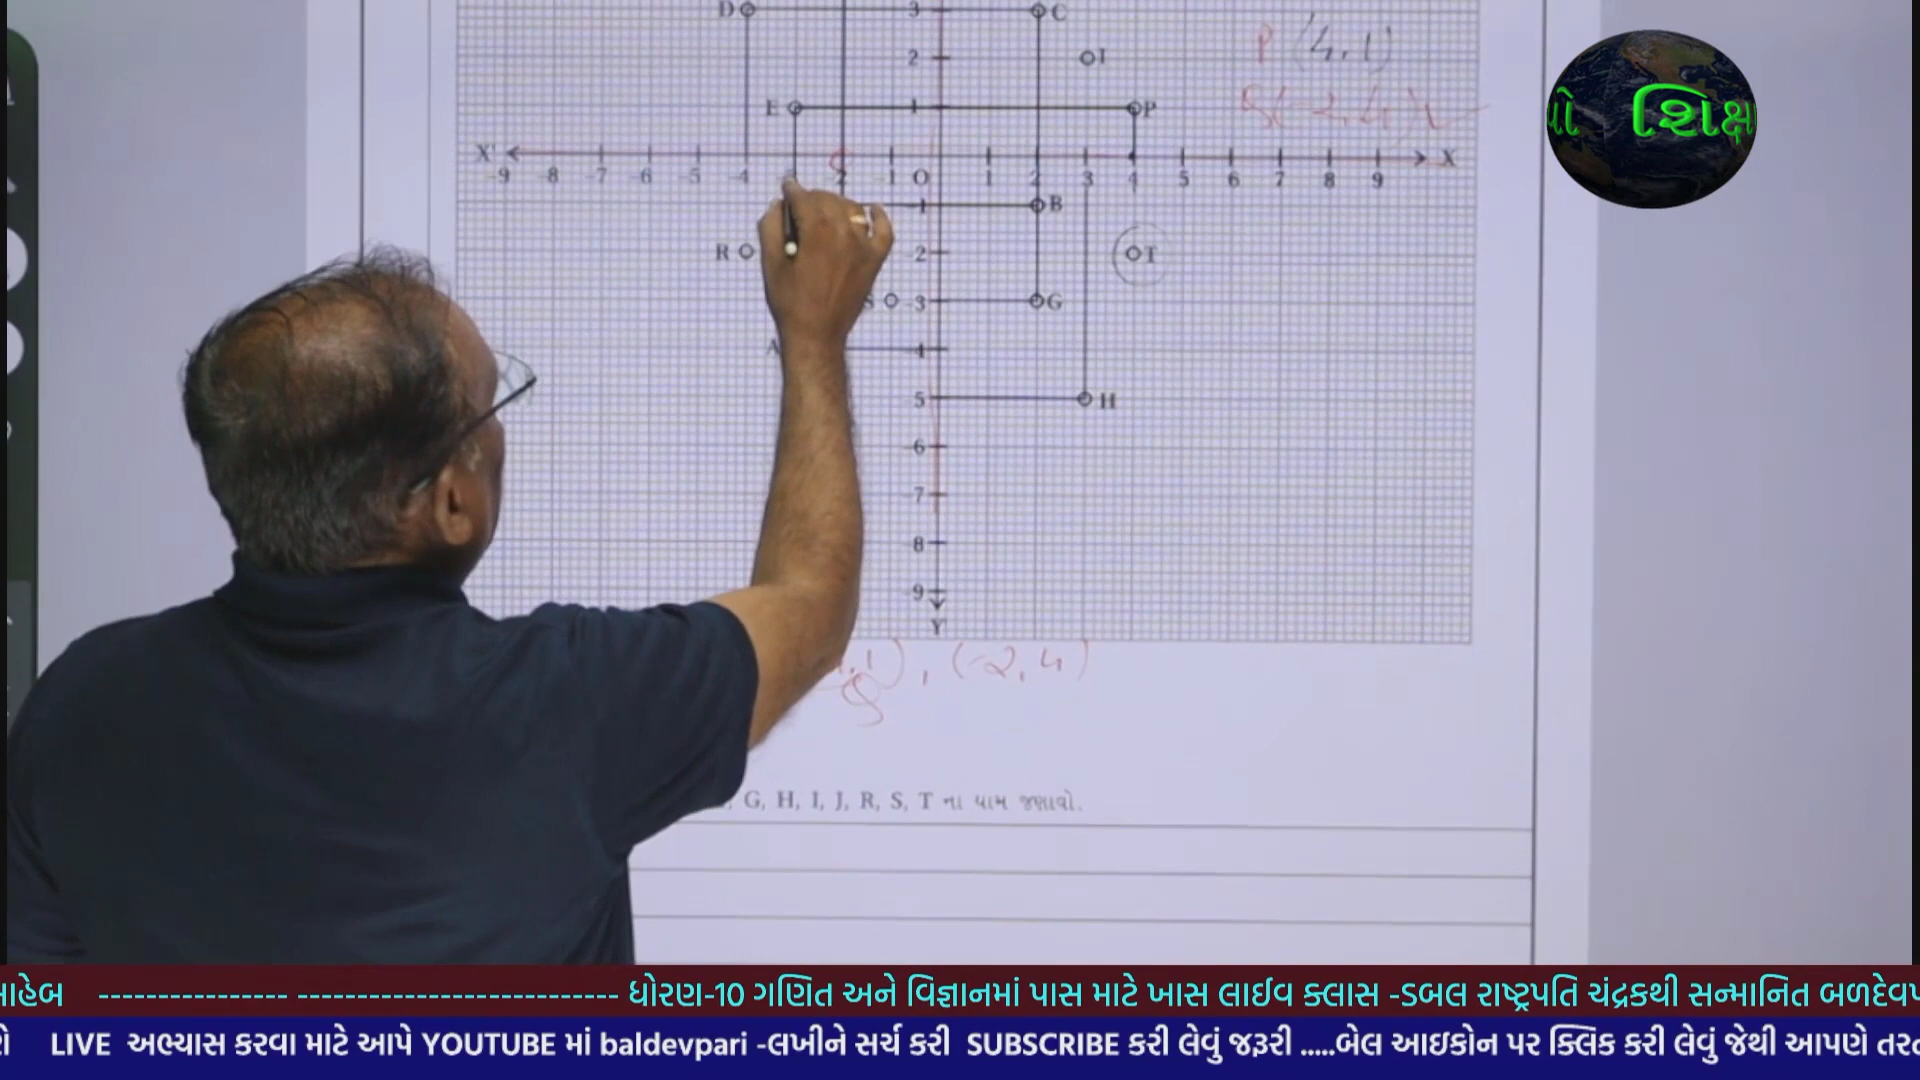 D 3 C
P (4, 1)
2 I
E 1 P
(-2, 4)
શિક્ષ
X' X
-9 -8 -7 -6 -5 -4 2 -1 O 1 2 3 4 5 6 7 8 9
-1 B
R -2 T
S -3 G
A -4
5 H
-6
-7
8
9
Y
, (-2, 4)
G, H, I, J, R, S, T ના યામ જણાવો.
સાહેબ --------------- -------------------------- ધોરણ-10 ગણિત અને વિજ્ઞાનમાં પાસ માટે ખાસ લાઈવ ક્લાસ -ડબલ રાષ્ટ્રપતિ ચંદ્રકથી સન્માનિત
LIVE અભ્યાસ કરવા માટે આપે YOUTUBE માં baldevpari -લખીને સર્ચ કરી SUBSCRIBE કરી લેવું જરૂરી .....બેલ આઇકોન પર ક્લિક કરી લેવું જેથી આપણે